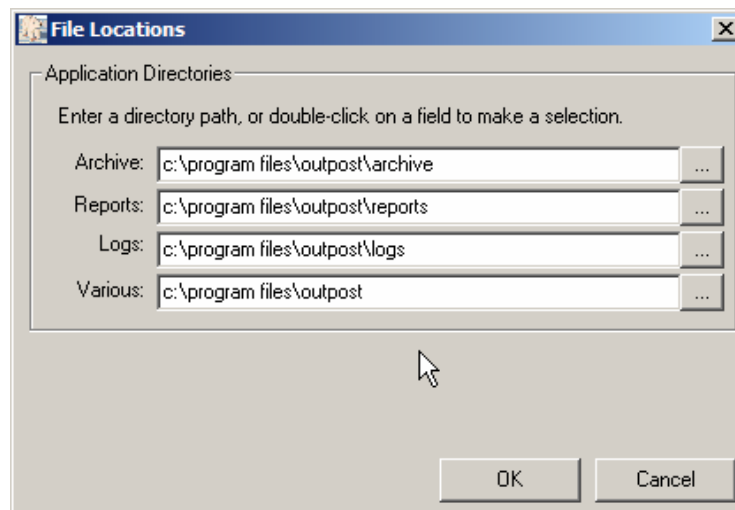 File Locations
Application Directories
Enter a directory path, or double-click on a field to make a selection.
Archive: c:\program files\outpost\archive ...
Reports: c:\program files\outpost\reports ...
Logs: c:\program files\outpost\logs ...
Various: c:\program files\outpost ...
OK Cancel